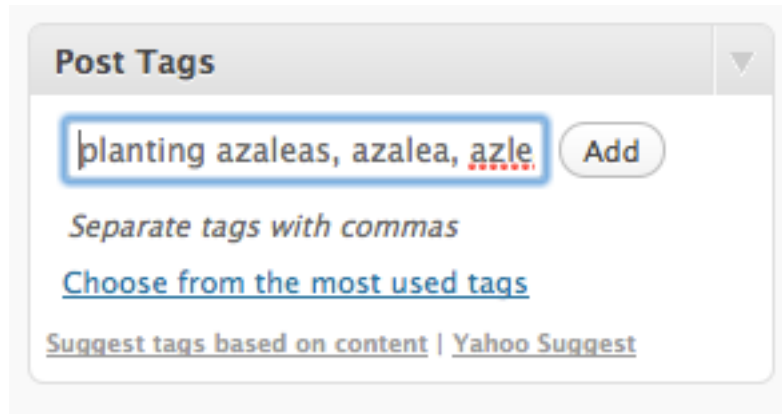 Post Tags
planting azaleas, azalea, azle Add
Separate tags with commas
Choose from the most used tags
Suggest tags based on content | Yahoo Suggest